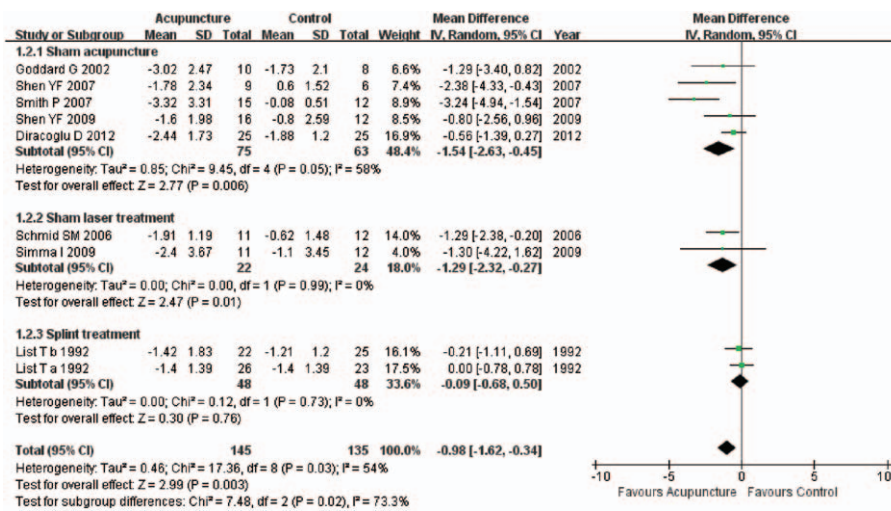 Acupuncture Control Mean Difference Mean Difference
Study or Subgroup Mean SD Total Mean SD Total Weight IV, Random, 95% CI Year IV, Random, 95% CI
1.2.1 Sham acupuncture
Goddard G 2002 -3.02 2.47 10 -1.73 2.1 8 6.6% -1.29 [-3.40, 0.82] 2002
Shen YF 2007 -1.78 2.34 9 0.6 1.52 6 7.4% -2.38 [-4.33, -0.43] 2007
Smith P 2007 -3.32 3.31 15 -0.08 0.51 12 8.9% -3.24 [-4.94, -1.54] 2007
Shen YF 2009 -1.6 1.98 16 -0.8 2.59 12 8.6% -0.80 [-2.56, 0.96] 2009
Diracoglu D 2012 -2.44 1.73 25 -1.88 1.2 25 16.9% -0.56 [-1.39, 0.27] 2012
Subtotal (95% CI) 75 63 48.4% -1.54 [-2.63, -0.45]
Heterogeneity: Tau² = 0.85; Chi² = 9.45, df = 4 (P = 0.05); I² = 58%
Test for overall effect: Z = 2.77 (P = 0.006)
1.2.2 Sham laser treatment
Schmid SM 2006 -1.91 1.19 11 -0.62 1.48 12 14.0% -1.29 [-2.38, -0.20] 2006
Simma I 2009 -2.4 3.67 11 -1.1 3.45 12 4.0% -1.30 [-4.22, 1.62] 2009
Subtotal (95% CI) 22 24 18.0% -1.29 [-2.32, -0.27]
Heterogeneity: Tau² = 0.00; Chi² = 0.00, df = 1 (P = 0.99); I² = 0%
Test for overall effect: Z = 2.47 (P = 0.01)
1.2.3 Splint treatment
List T b 1992 -1.42 1.83 22 -1.21 1.2 25 16.1% -0.21 [-1.11, 0.69] 1992
List T a 1992 -1.4 1.39 26 -1.4 1.39 23 17.5% 0.00 [-0.78, 0.78] 1992
Subtotal (95% CI) 48 48 33.6% -0.09 [-0.68, 0.50]
Heterogeneity: Tau² = 0.00; Chi² = 0.12, df = 1 (P = 0.73); I² = 0%
Test for overall effect: Z = 0.30 (P = 0.76)
Total (95% CI) 145 135 100.0% -0.98 [-1.62, -0.34]
Heterogeneity: Tau² = 0.46; Chi² = 17.36, df = 8 (P = 0.03); I² = 54%
Test for overall effect: Z = 2.99 (P = 0.003)
Test for subgroup differences: Chi² = 7.48, df = 2 (P = 0.02), I² = 73.3%
-10 -5 0 5 10
Favours Acupuncture Favours Control